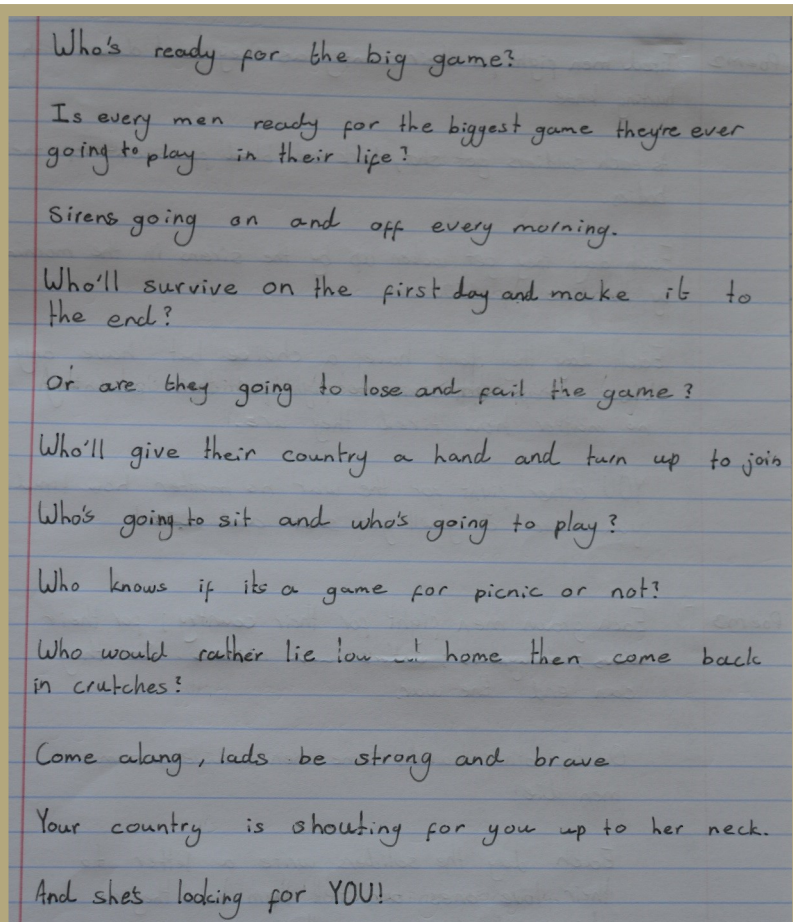 Who's ready for the big game?
Is every men ready for the biggest game they're ever
going to play in their life?
Sirens going on and off every morning.
Who'll survive on the first day and make it to
the end?
Or are they going to lose and fail the game?
Who'll give their country a hand and turn up to join
Who's going to sit and who's going to play?
Who knows if its a game for picnic or not?
Who would rather lie low home then come back
in crutches?
Come alang, lads be strong and brave
Your country is shouting for you up to her neck.
And she's looking for YOU!